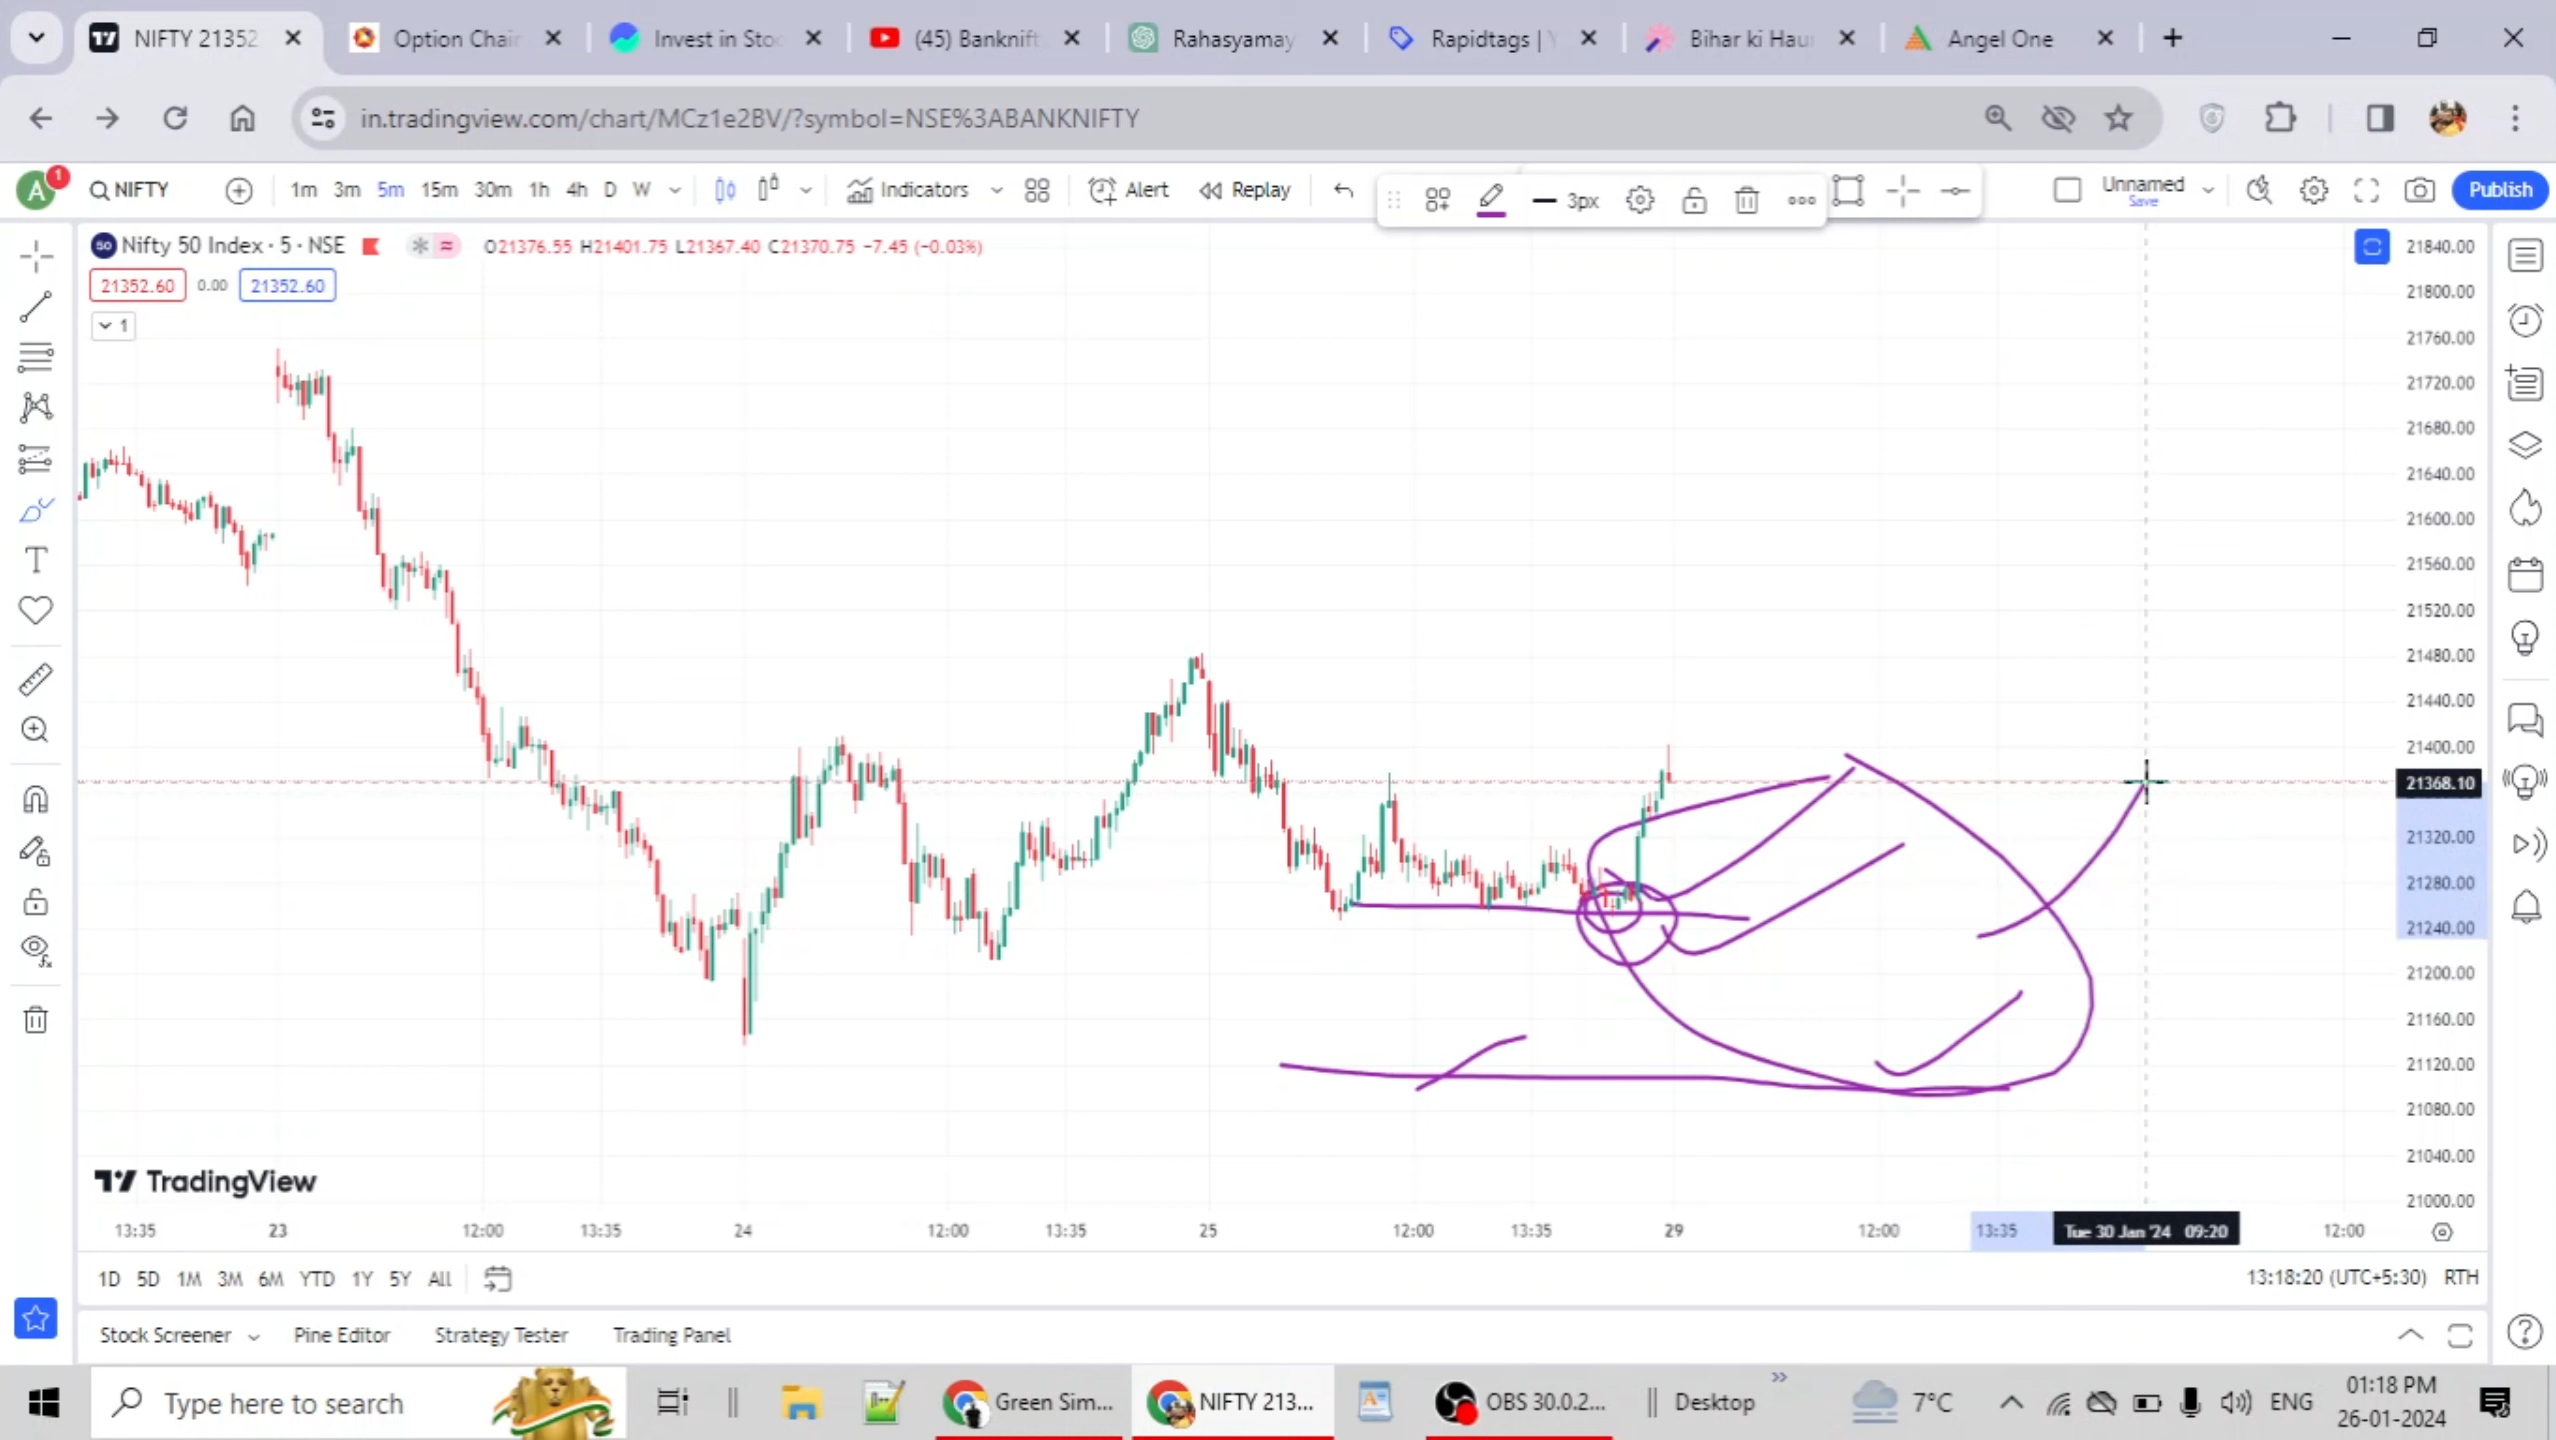 NIFTY 21352
Option Chair
Invest in Sto
(45) Banknift
Rahasyamay
Rapidtags |
Bihar ki Hau
Angel One
in.tradingview.com/chart/MCz1e2BV/?symbol=NSE%3ABANKNIFTY
A 1 NIFTY 1m 3m 5m 15m 30m 1h 4h D W Indicators Alert Replay 3px Unnamed Save Publish
50 Nifty 50 Index · 5 · NSE O21376.55 H21401.75 L21367.40 C21370.75 −7.45 (−0.03%)
21352.60 0.00 21352.60
1
21840.00
21800.00
21760.00
21720.00
21680.00
21640.00
21600.00
21560.00
21520.00
21480.00
21440.00
21400.00
21368.10
21320.00
21280.00
21240.00
21200.00
21160.00
21120.00
21080.00
21040.00
21000.00
TradingView
13:35 23 12:00 13:35 24 12:00 13:35 25 12:00 13:35 29 12:00 13:35 Tue 30 Jan '24 09:20 12:00
1D 5D 1M 3M 6M YTD 1Y 5Y All 13:18:20 (UTC+5:30) RTH
Stock Screener Pine Editor Strategy Tester Trading Panel
Type here to search
Green Sim...
NIFTY 213...
OBS 30.0.2...
Desktop
7°C
ENG
01:18 PM
26-01-2024